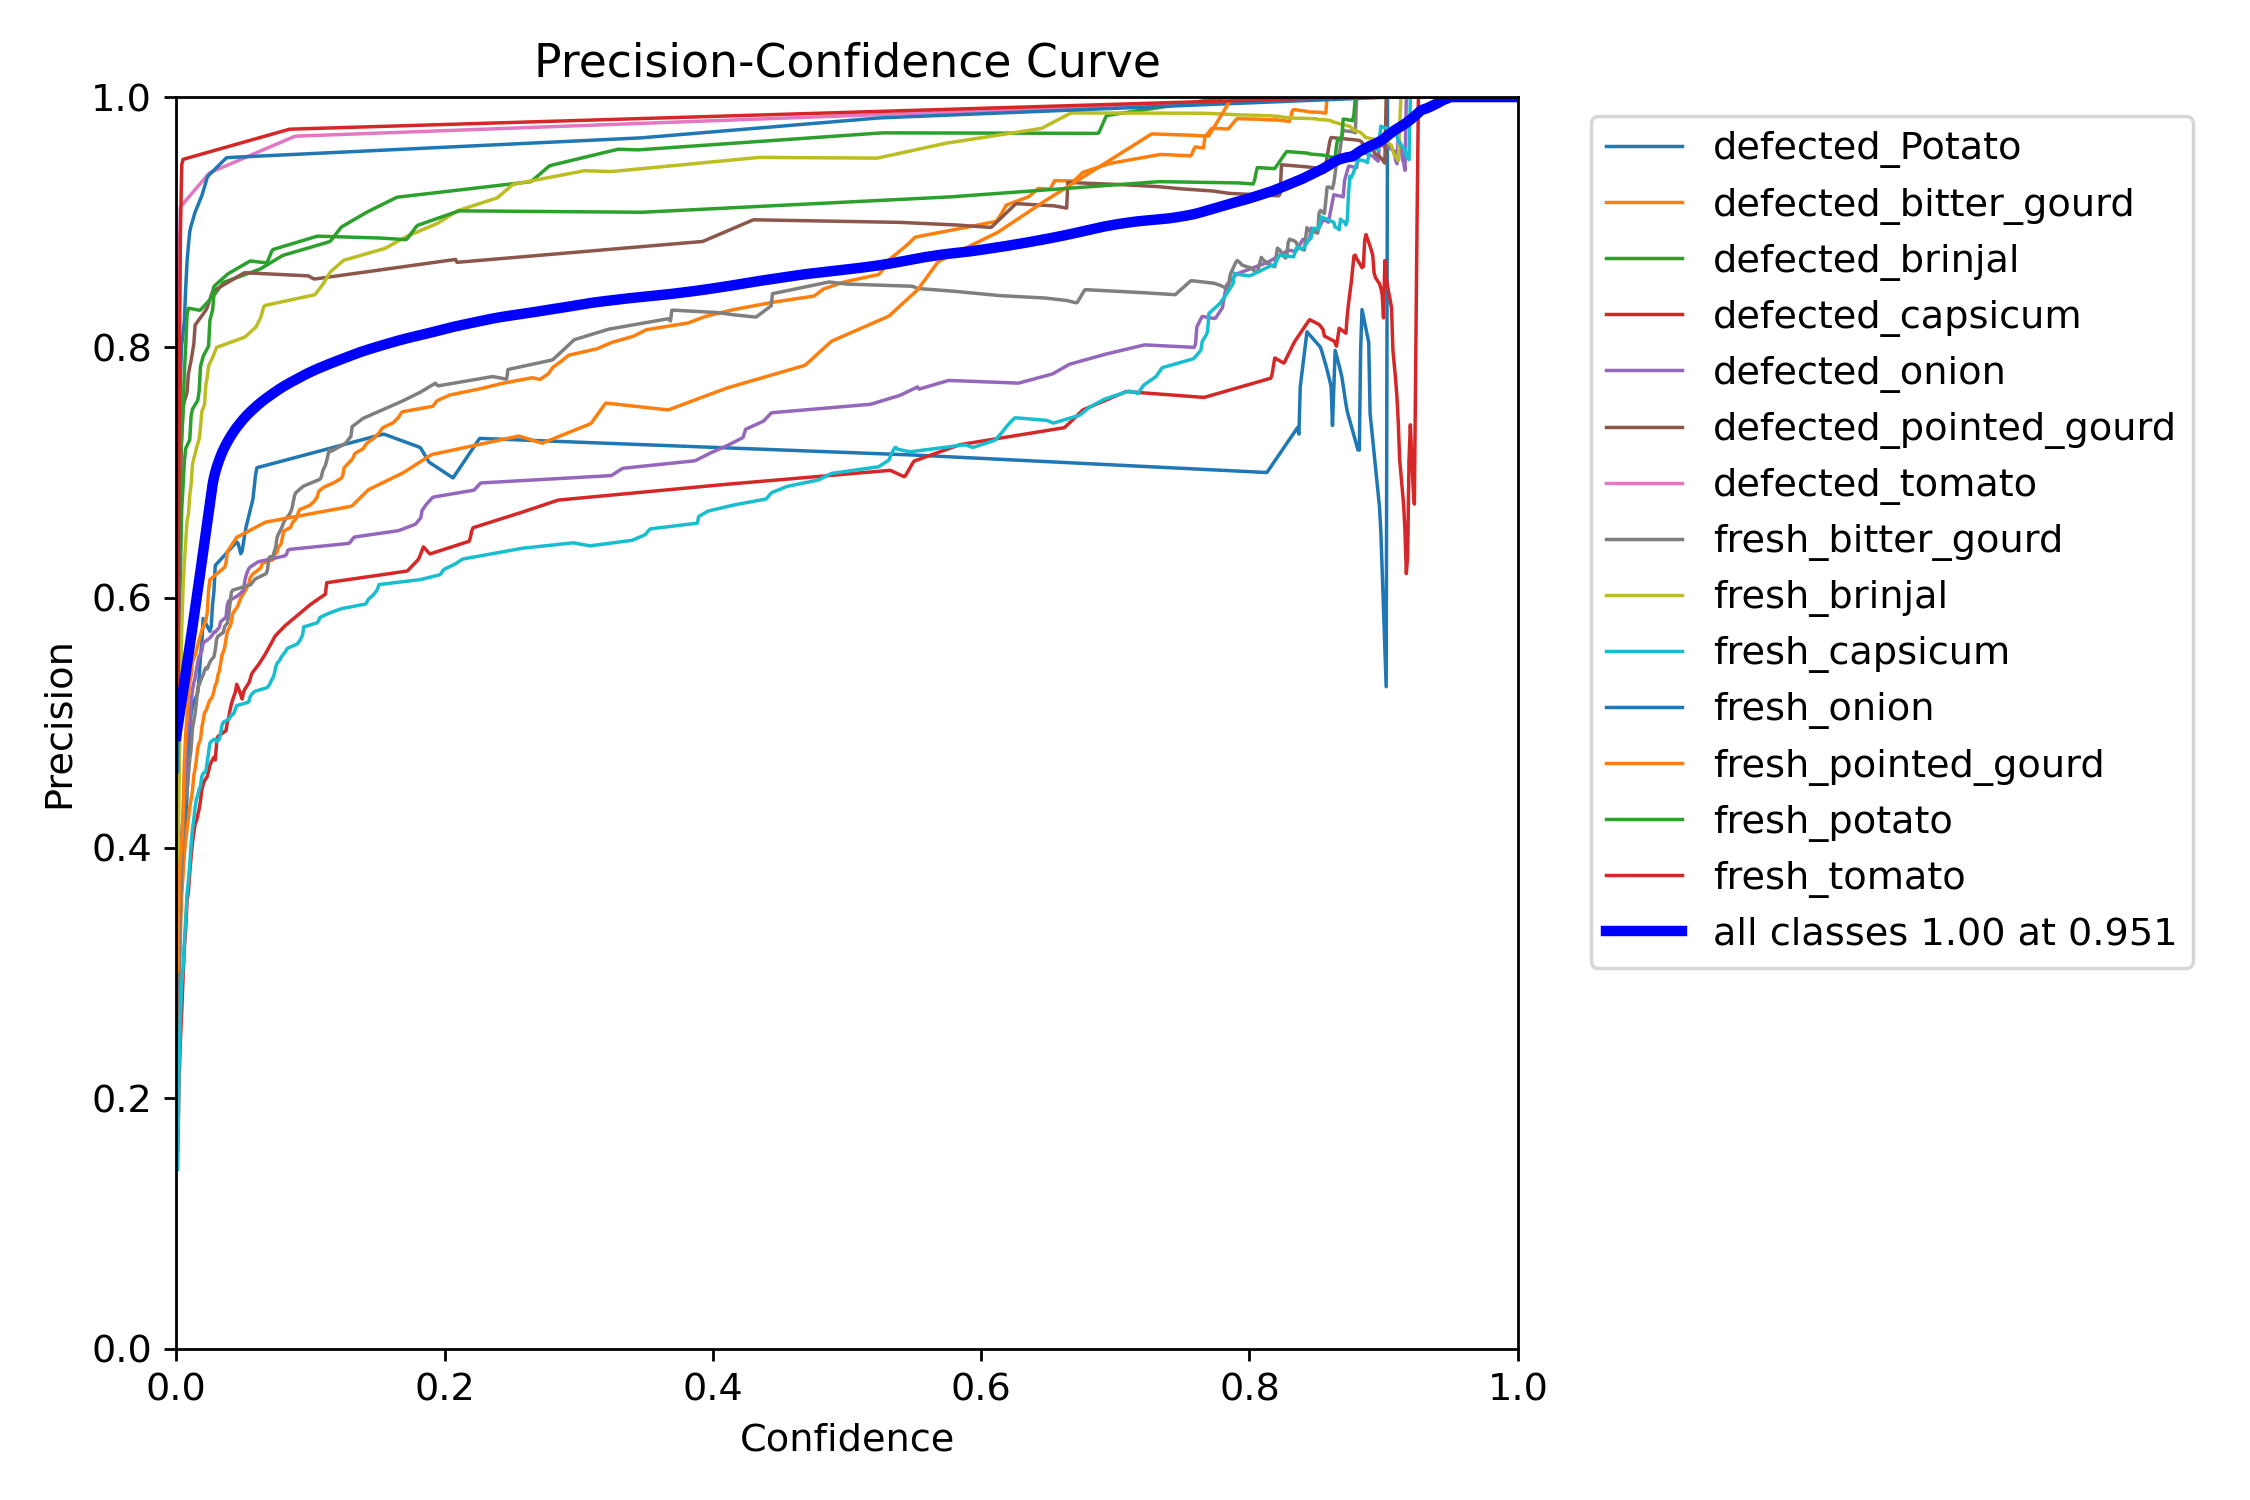 Precision-Confidence Curve
1.0
0.8
0.6
0.4
0.2
0.0
Precision
0.0 0.2 0.4 0.6 0.8 1.0
Confidence
defected_Potato
defected_bitter_gourd
defected_brinjal
defected_capsicum
defected_onion
defected_pointed_gourd
defected_tomato
fresh_bitter_gourd
fresh_brinjal
fresh_capsicum
fresh_onion
fresh_pointed_gourd
fresh_potato
fresh_tomato
all classes 1.00 at 0.951